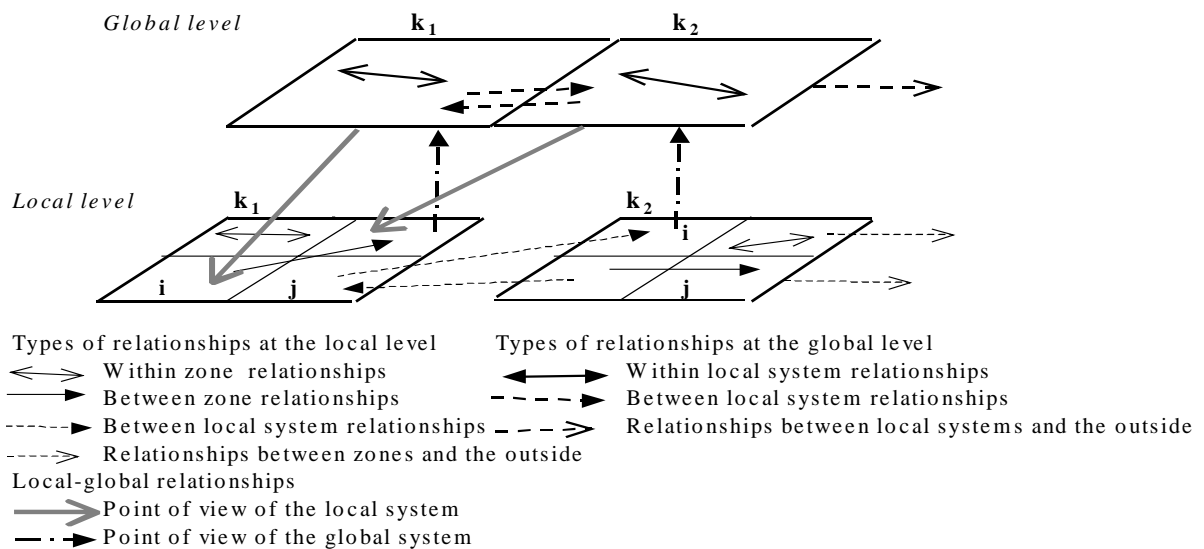 Global level
k1
k2
Local level
k1
k2
i
i
j
j
Types of relationships at the local level
Types of relationships at the global level
Within zone relationships
Within local system relationships
Between zone relationships
Between local system relationships
Between local system relationships
Relationships between local systems and the outside
Relationships between zones and the outside
Local-global relationships
Point of view of the local system
Point of view of the global system